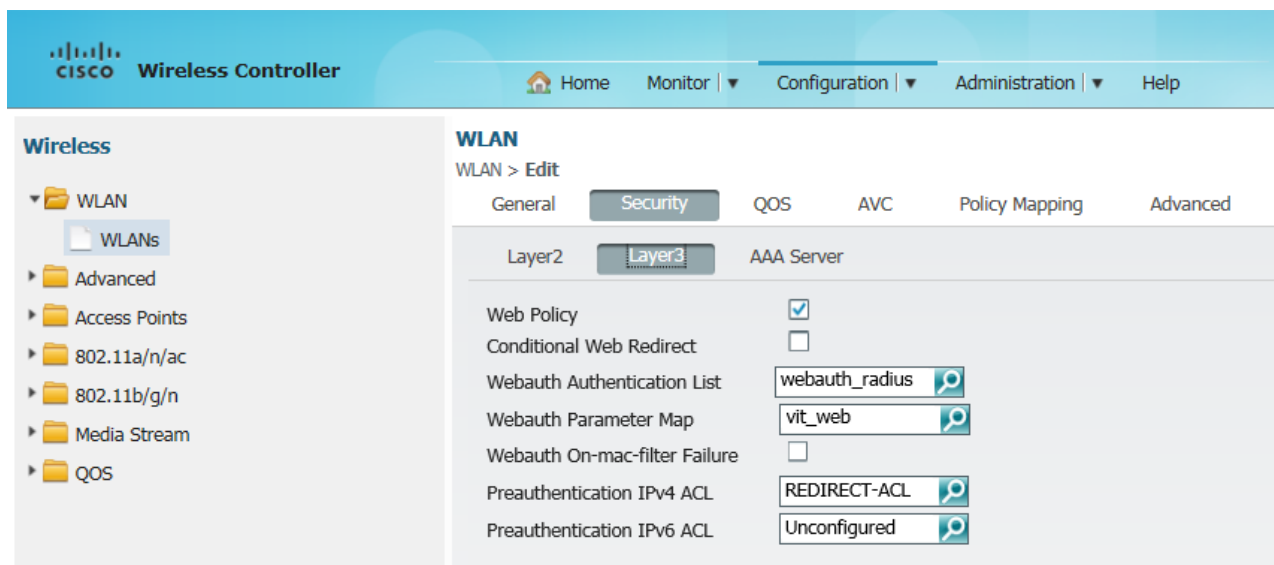 cisco Wireless Controller
Home Monitor Configuration Administration Help
Wireless
WLAN
WLANs
Advanced
Access Points
802.11a/n/ac
802.11b/g/n
Media Stream
QOS
WLAN
WLAN > Edit
General Security QOS AVC Policy Mapping Advanced
Layer2 Layer3 AAA Server
Web Policy
Conditional Web Redirect
Webauth Authentication List webauth_radius
Webauth Parameter Map vit_web
Webauth On-mac-filter Failure
Preauthentication IPv4 ACL REDIRECT-ACL
Preauthentication IPv6 ACL Unconfigured